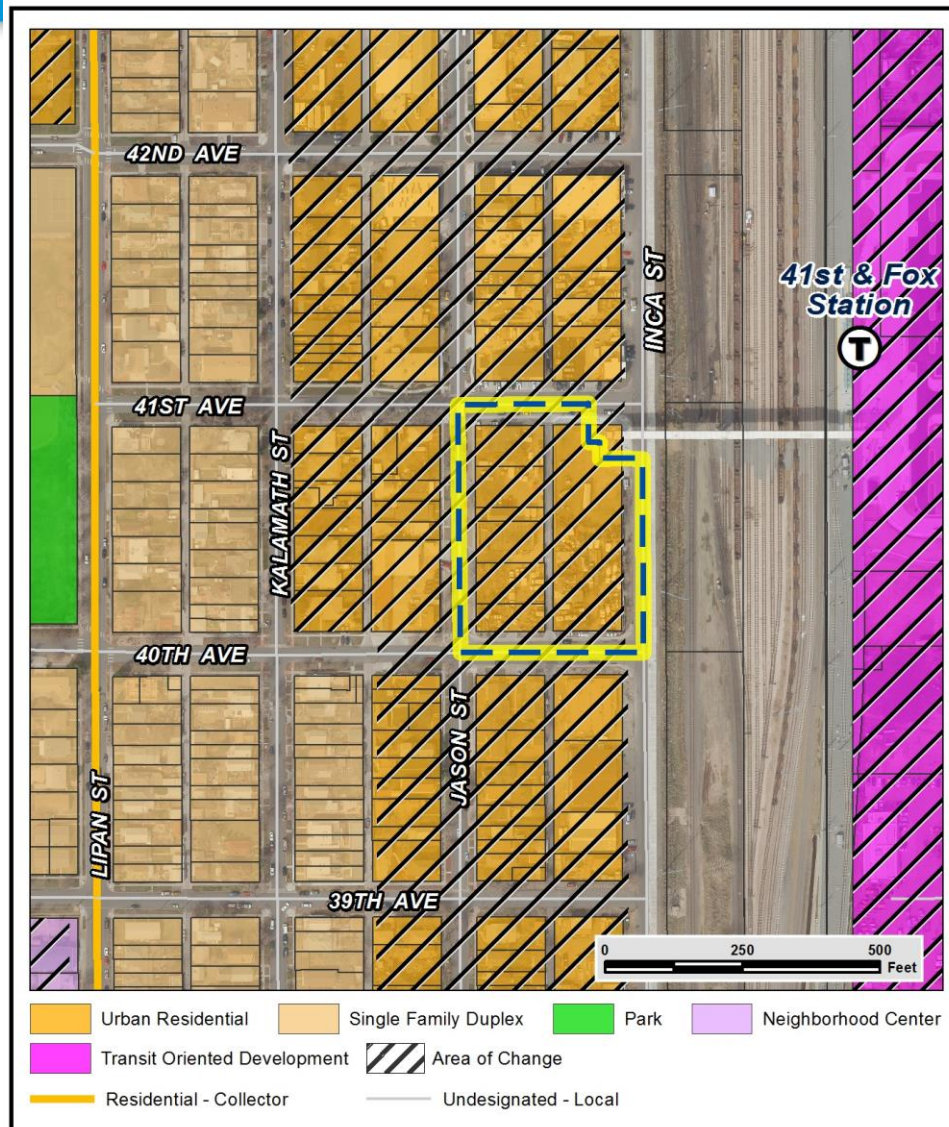 42ND AVE
INCA ST
41st & Fox
Station
T
41ST AVE
KALAMATH ST
40TH AVE
JASON ST
LIPAN ST
39TH AVE
0 250 500
Feet
Urban Residential Single Family Duplex Park Neighborhood Center
Transit Oriented Development Area of Change
Residential - Collector Undesignated - Local